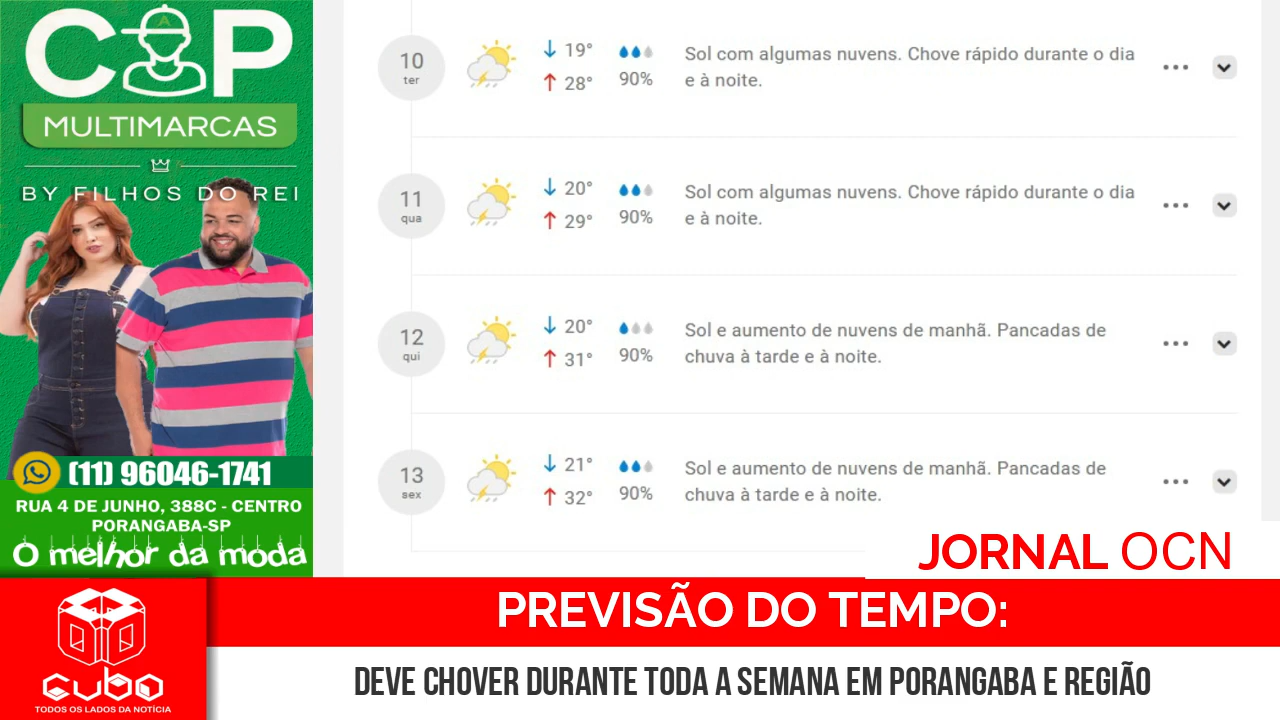 CAP
MULTIMARCAS
BY FILHOS DO REI
(11) 96046-1741
RUA 4 DE JUNHO, 388C - CENTRO
PORANGABA-SP
O melhor da moda
10
ter
19°
28°
90%
Sol com algumas nuvens. Chove rápido durante o dia
e à noite.
11
qua
20°
29°
90%
Sol com algumas nuvens. Chove rápido durante o dia
e à noite.
12
qui
20°
31°
90%
Sol e aumento de nuvens de manhã. Pancadas de
chuva à tarde e à noite.
13
sex
21°
32°
90%
Sol e aumento de nuvens de manhã. Pancadas de
chuva à tarde e à noite.
JORNAL OCN
PREVISÃO DO TEMPO:
DEVE CHOVER DURANTE TODA A SEMANA EM PORANGABA E REGIÃO
CUBO
TODOS OS LADOS DA NOTÍCIA